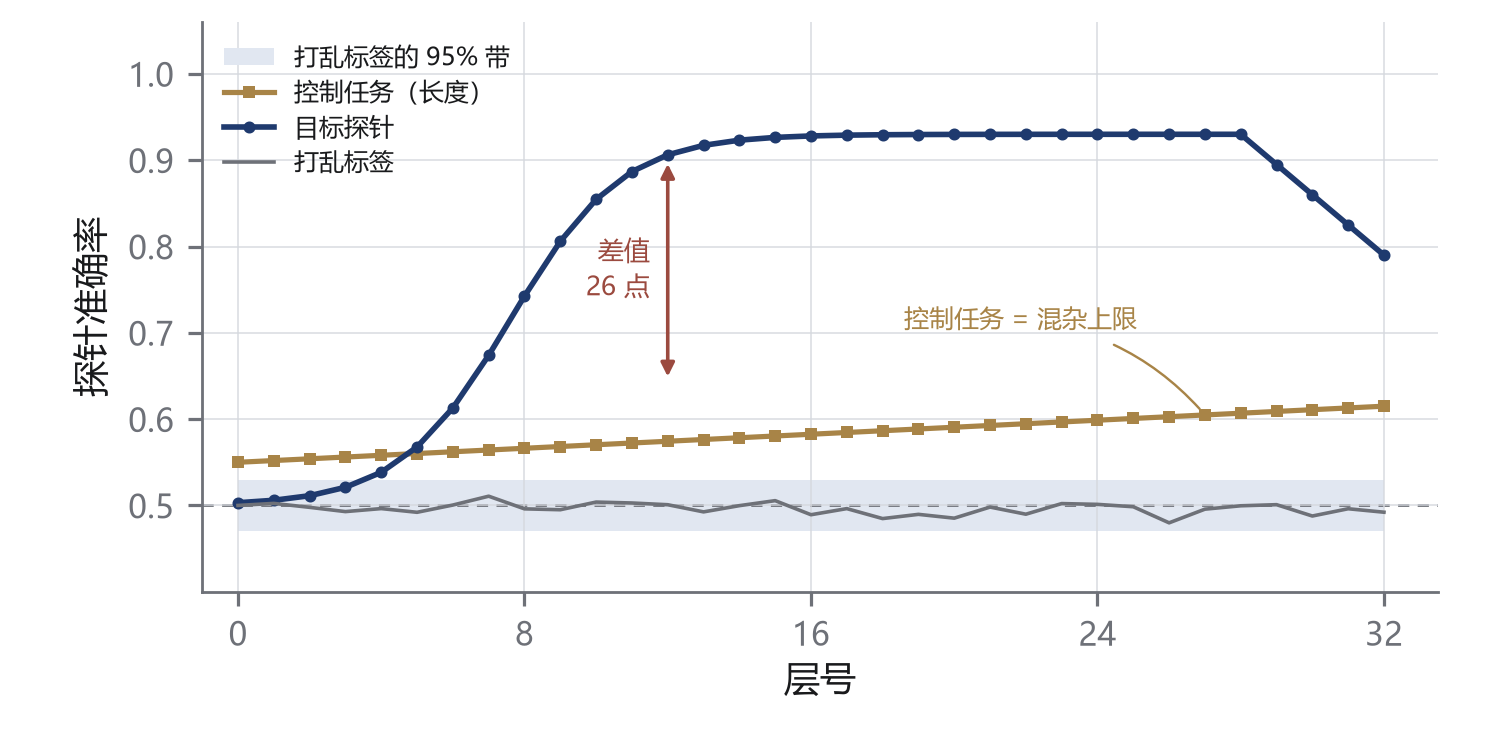 打乱标签的 95% 带
控制任务（长度）
目标探针
打乱标签
1.0
0.9
0.8
0.7
0.6
0.5
探针准确率
差值
26 点
控制任务 = 混杂上限
0 8 16 24 32
层号